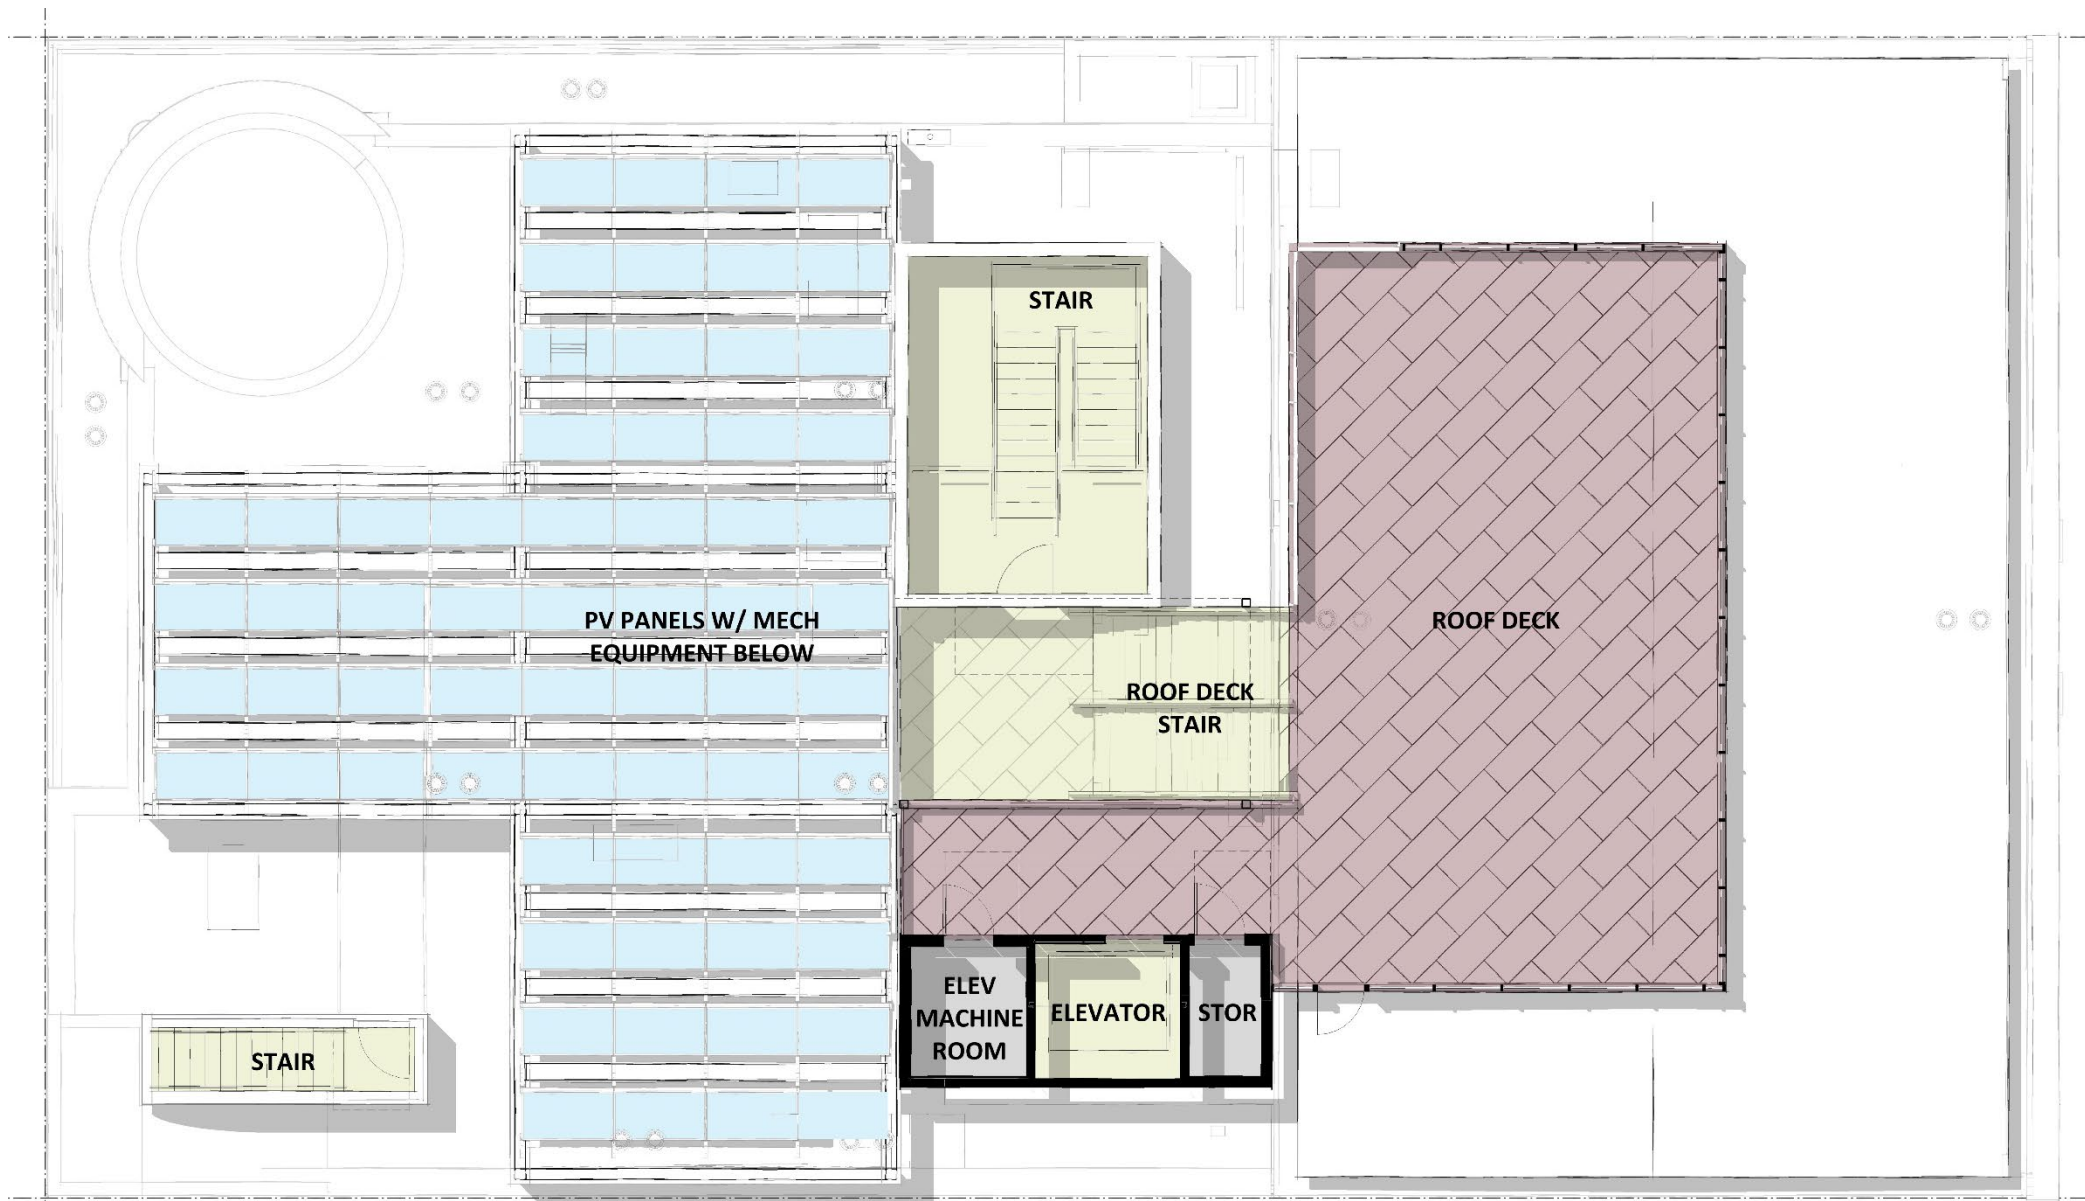 STAIR
PV PANELS W/ MECH
EQUIPMENT BELOW
ROOF DECK
ROOF DECK
STAIR
ELEV
MACHINE
ROOM
ELEVATOR
STOR
STAIR